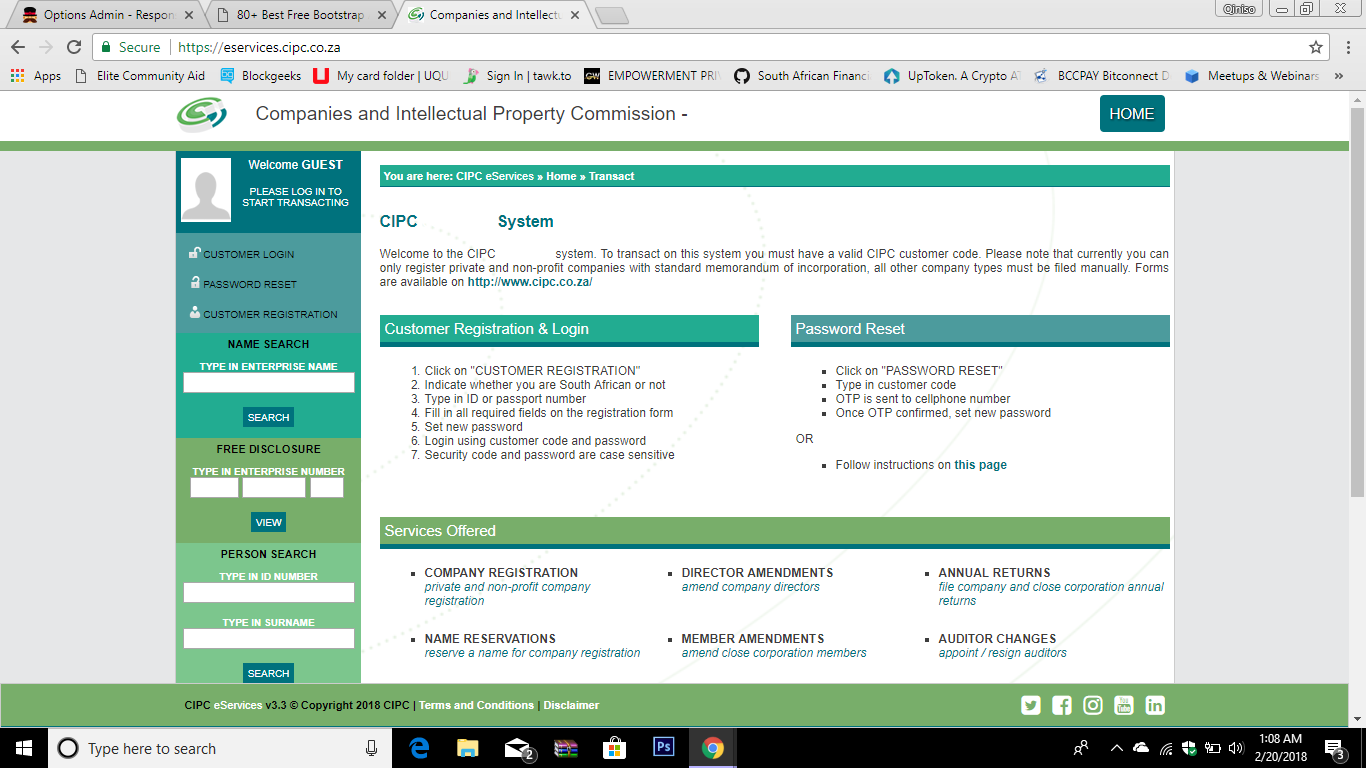 Options Admin - Respon
80+ Best Free Bootstrap
Companies and Intellectu
Qiniso
Secure
https://eservices.cipc.co.za
Apps
Elite Community Aid
Blockgeeks
My card folder | UQU
Sign In | tawk.to
EMPOWERMENT PRIV
South African Financi
UpToken. A Crypto AT
BCCPAY Bitconnect D
Meetups & Webinars
»
Companies and Intellectual Property Commission -
HOME
Welcome GUEST
PLEASE LOG IN TO
START TRANSACTING
CUSTOMER LOGIN
PASSWORD RESET
CUSTOMER REGISTRATION
NAME SEARCH
TYPE IN ENTERPRISE NAME
SEARCH
FREE DISCLOSURE
TYPE IN ENTERPRISE NUMBER
VIEW
PERSON SEARCH
TYPE IN ID NUMBER
TYPE IN SURNAME
SEARCH
You are here: CIPC eServices » Home » Transact
CIPC System
Welcome to the CIPC system. To transact on this system you must have a valid CIPC customer code. Please note that currently you can
only register private and non-profit companies with standard memorandum of incorporation, all other company types must be filed manually. Forms
are available on http://www.cipc.co.za/
Customer Registration & Login
1. Click on "CUSTOMER REGISTRATION"
2. Indicate whether you are South African or not
3. Type in ID or passport number
4. Fill in all required fields on the registration form
5. Set new password
6. Login using customer code and password
7. Security code and password are case sensitive
Password Reset
Click on "PASSWORD RESET"
Type in customer code
OTP is sent to cellphone number
Once OTP confirmed, set new password
OR
Follow instructions on this page
Services Offered
COMPANY REGISTRATION
private and non-profit company
registration
DIRECTOR AMENDMENTS
amend company directors
ANNUAL RETURNS
file company and close corporation annual
returns
NAME RESERVATIONS
reserve a name for company registration
MEMBER AMENDMENTS
amend close corporation members
AUDITOR CHANGES
appoint / resign auditors
CIPC eServices v3.3 © Copyright 2018 CIPC | Terms and Conditions | Disclaimer
Type here to search
2
Ps
1:08 AM
2/20/2018
3